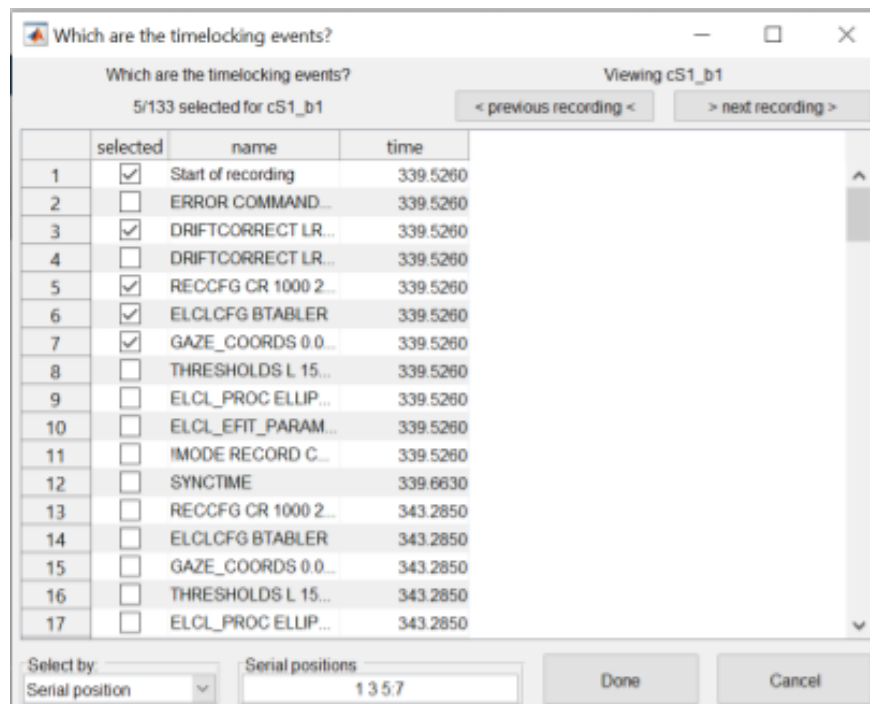 Which are the timelocking events?
Which are the timelocking events? Viewing cS1_b1
5/133 selected for cS1_b1 < previous recording < > next recording >
selected name time
1 Start of recording 339.5260
2 ERROR COMMAND... 339.5260
3 DRIFTCORRECT LR... 339.5260
4 DRIFTCORRECT LR... 339.5260
5 RECCFG CR 1000 2... 339.5260
6 ELCLCFG BTABLER 339.5260
7 GAZE_COORDS 0.0... 339.5260
8 THRESHOLDS L 15... 339.5260
9 ELCL_PROC ELLIP... 339.5260
10 ELCL_EFIT_PARAM... 339.5260
11 !MODE RECORD C... 339.5260
12 SYNCTIME 339.6630
13 RECCFG CR 1000 2... 343.2850
14 ELCLCFG BTABLER 343.2850
15 GAZE_COORDS 0.0... 343.2850
16 THRESHOLDS L 15... 343.2850
17 ELCL_PROC ELLIP... 343.2850
Select by: Serial positions
Serial position 1 3 5:7 Done Cancel